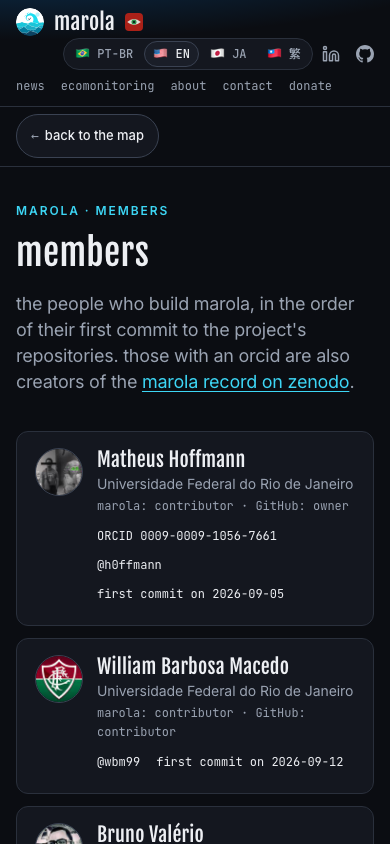 marola
PT-BR EN JA 繁
news ecomonitoring about contact donate
← back to the map
MAROLA · MEMBERS
members
the people who build marola, in the order
of their first commit to the project's
repositories. those with an orcid are also
creators of the marola record on zenodo.
Matheus Hoffmann
Universidade Federal do Rio de Janeiro
marola: contributor · GitHub: owner
ORCID 0009-0009-1056-7661
@h0ffmann
first commit on 2026-09-05
William Barbosa Macedo
Universidade Federal do Rio de Janeiro
marola: contributor · GitHub:
contributor
@wbm99 first commit on 2026-09-12
Bruno Valério